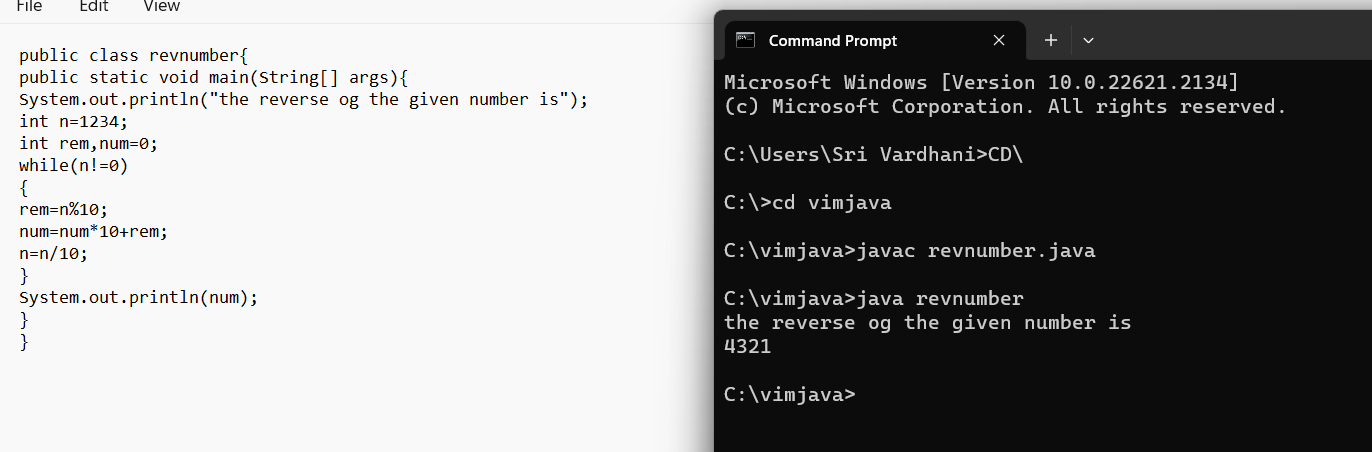 File Edit View
public class revnumber{
public static void main(String[] args){
System.out.println("the reverse og the given number is");
int n=1234;
int rem,num=0;
while(n!=0)
{
rem=n%10;
num=num*10+rem;
n=n/10;
}
System.out.println(num);
}
}
Command Prompt
Microsoft Windows [Version 10.0.22621.2134]
(c) Microsoft Corporation. All rights reserved.
C:\Users\Sri Vardhani>CD\
C:\>cd vimjava
C:\vimjava>javac revnumber.java
C:\vimjava>java revnumber
the reverse og the given number is
4321
C:\vimjava>